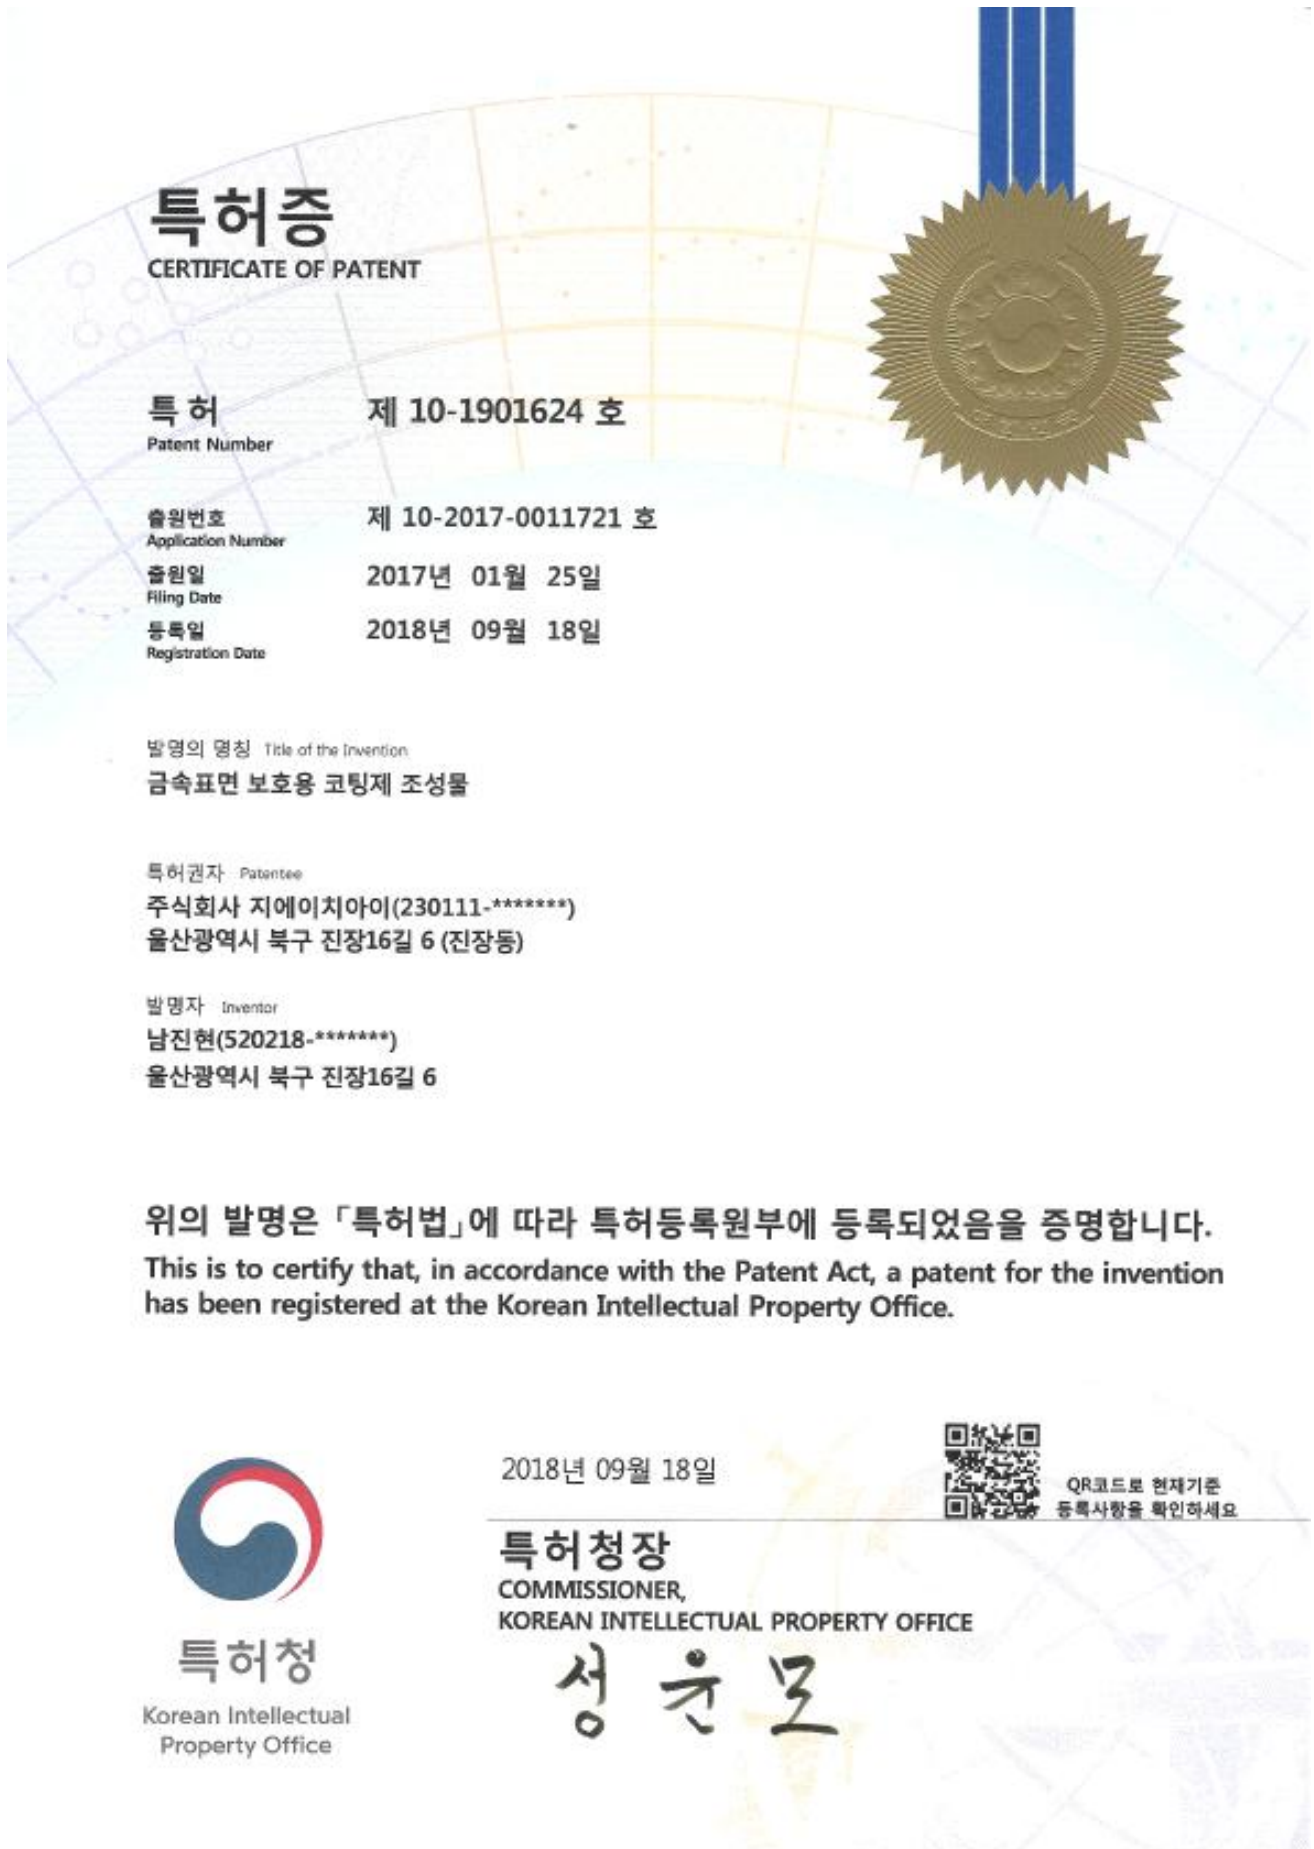 특허증
CERTIFICATE OF PATENT
특허 제 10-1901624 호
Patent Number
출원번호 제 10-2017-0011721 호
Application Number
출원일 2017년 01월 25일
Filing Date
등록일 2018년 09월 18일
Registration Date
발명의 명칭 Title of the Invention
금속표면 보호용 코팅제 조성물
특허권자 Patentee
주식회사 지에이치아이(230111-*******)
울산광역시 북구 진장16길 6 (진장동)
발명자 Inventor
남진현(520218-*******)
울산광역시 북구 진장16길 6
위의 발명은 「특허법」에 따라 특허등록원부에 등록되었음을 증명합니다.
This is to certify that, in accordance with the Patent Act, a patent for the invention
has been registered at the Korean Intellectual Property Office.
2018년 09월 18일
QR코드로 현재기준
등록사항을 확인하세요
특허청장
COMMISSIONER,
KOREAN INTELLECTUAL PROPERTY OFFICE
성윤모
특허청
Korean Intellectual
Property Office